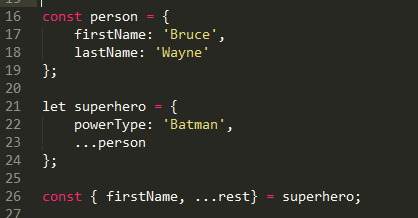 16 const person = {
17     firstName: 'Bruce',
18     lastName: 'Wayne'
19 };
20
21 let superhero = {
22     powerType: 'Batman',
23     ...person
24 };
25
26 const { firstName, ...rest} = superhero;
27